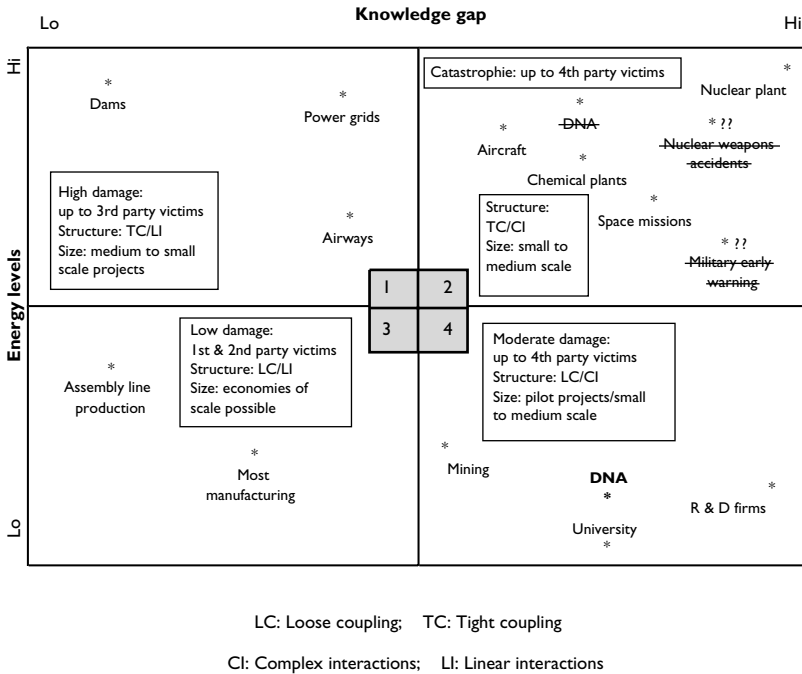 Knowledge gap
Lo
Hi
Energy levels
Hi
Lo
*
Dams
*
Power grids
High damage:
up to 3rd party victims
Structure: TC/LI
Size: medium to small
scale projects
*
Airways
Catastrophie: up to 4th party victims
*
Nuclear plant
*
DNA
*
Aircraft
* ??
Nuclear weapons
accidents
*
Chemical plants
Structure:
TC/CI
Size: small to
medium scale
*
Space missions
* ??
Military early
warning
1
2
3
4
Low damage:
1st & 2nd party victims
Structure: LC/LI
Size: economies of
scale possible
*
Assembly line
production
*
Most
manufacturing
Moderate damage:
up to 4th party victims
Structure: LC/CI
Size: pilot projects/small
to medium scale
*
Mining
DNA
*
*
R & D firms
University
*
LC: Loose coupling; TC: Tight coupling
CI: Complex interactions; LI: Linear interactions